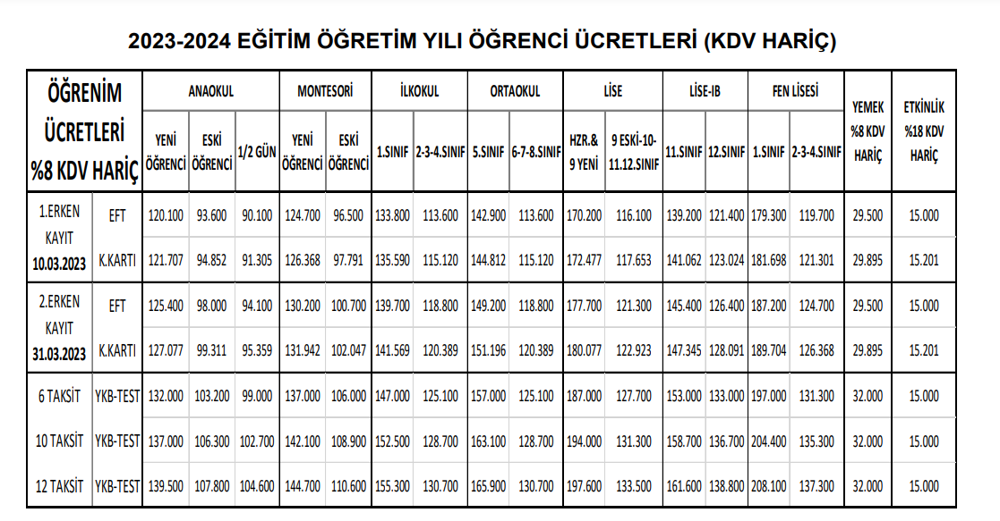 2023-2024 EĞİTİM ÖĞRETİM YILI ÖĞRENCİ ÜCRETLERİ (KDV HARİÇ)
ÖĞRENİM ÜCRETLERİ %8 KDV HARİÇ ANAOKUL MONTESORİ İLKOKUL ORTAOKUL LİSE LİSE-IB FEN LİSESİ YEMEK %8 KDV HARİÇ ETKİNLİK %18 KDV HARİÇ
YENİ ÖĞRENCİ ESKİ ÖĞRENCİ 1/2 GÜN YENİ ÖĞRENCİ ESKİ ÖĞRENCİ 1.SINIF 2-3-4.SINIF 5.SINIF 6-7-8.SINIF HZR.& 9 YENİ 9 ESKİ-10-11.12.SINIF 11.SINIF 12.SINIF 1.SINIF 2-3-4.SINIF
1.ERKEN KAYIT 10.03.2023 EFT 120.100 93.600 90.100 124.700 96.500 133.800 113.600 142.900 113.600 170.200 116.100 139.200 121.400 179.300 119.700 29.500 15.000
K.KARTI 121.707 94.852 91.305 126.368 97.791 135.590 115.120 144.812 115.120 172.477 117.653 141.062 123.024 181.698 121.301 29.895 15.201
2.ERKEN KAYIT 31.03.2023 EFT 125.400 98.000 94.100 130.200 100.700 139.700 118.800 149.200 118.800 177.700 121.300 145.400 126.400 187.200 124.700 29.500 15.000
K.KARTI 127.077 99.311 95.359 131.942 102.047 141.569 120.389 151.196 120.389 180.077 122.923 147.345 128.091 189.704 126.368 29.895 15.201
6 TAKSİT YKB-TEST 132.000 103.200 99.000 137.000 106.000 147.000 125.100 157.000 125.100 187.000 127.700 153.000 133.000 197.000 131.300 32.000 15.000
10 TAKSİT YKB-TEST 137.000 106.300 102.700 142.100 108.900 152.500 128.700 163.100 128.700 194.000 131.300 158.700 136.700 204.400 135.300 32.000 15.000
12 TAKSİT YKB-TEST 139.500 107.800 104.600 144.700 110.600 155.300 130.700 165.900 130.700 197.600 133.500 161.600 138.800 208.100 137.300 32.000 15.000